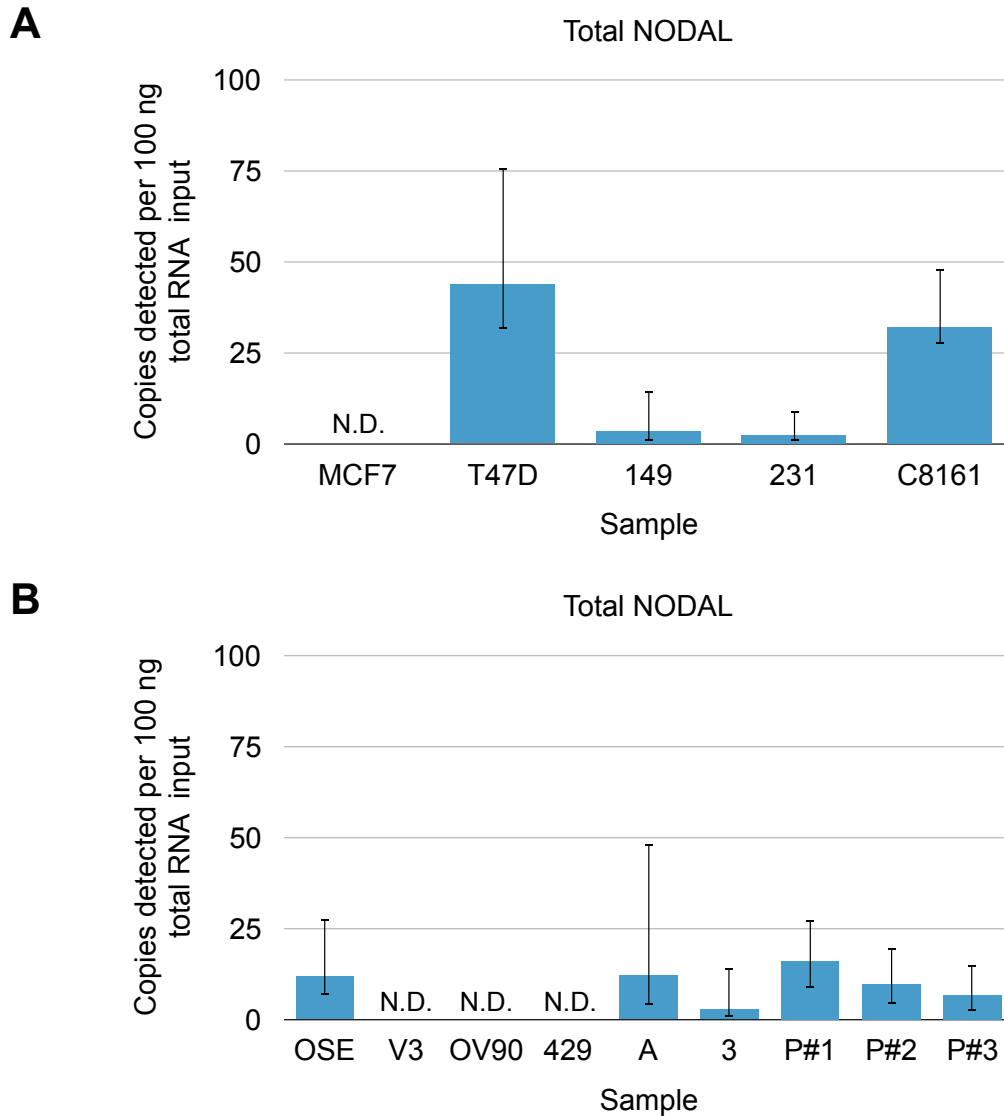 A
Total NODAL
Copies detected per 100 ng
total RNA input
100
75
50
25
0
N.D.
MCF7 T47D 149 231 C8161
Sample
B
Total NODAL
Copies detected per 100 ng
total RNA input
100
75
50
25
0
N.D. N.D. N.D.
OSE V3 OV90 429 A 3 P#1 P#2 P#3
Sample